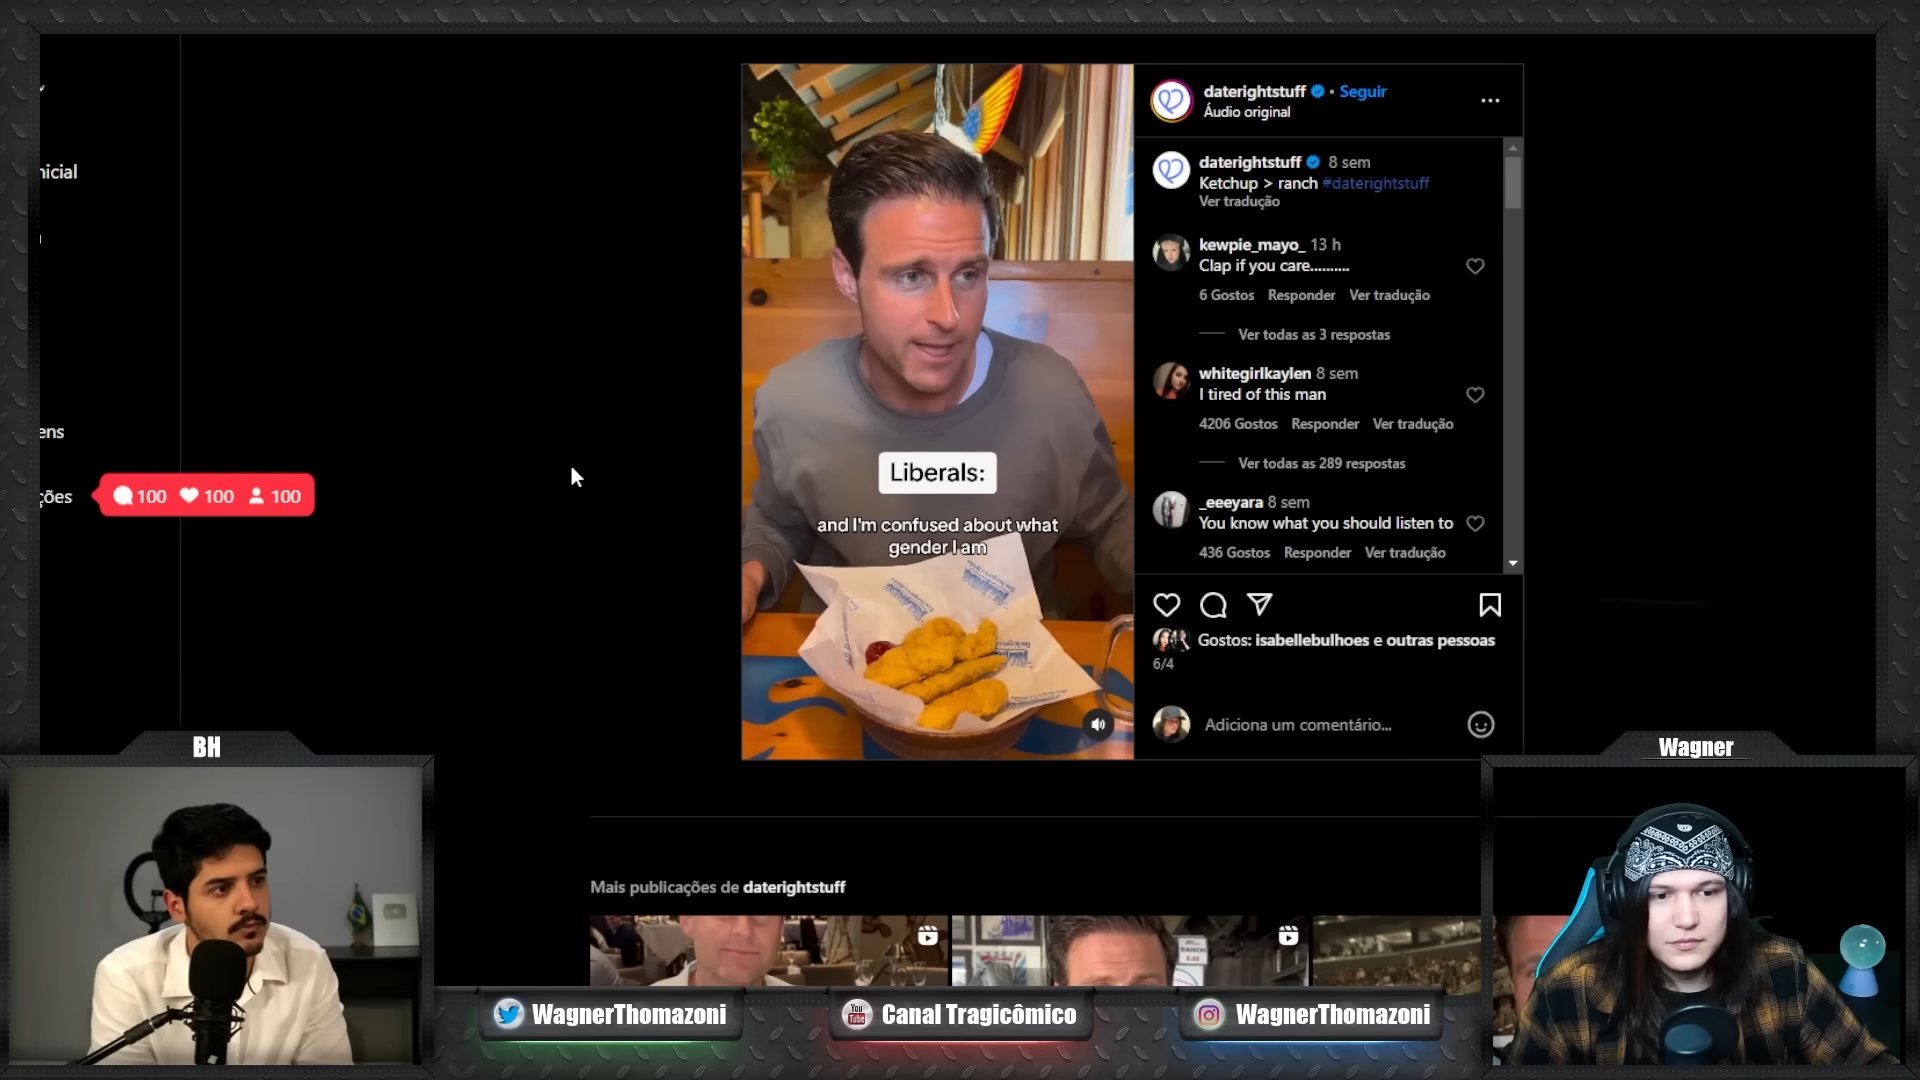 nicial
ens
ções
100 100 100
Liberals:
and I'm confused about what
gender I am
daterightstuff • Seguir
Áudio original
daterightstuff 8 sem
Ketchup > ranch #daterightstuff
Ver tradução
kewpie_mayo_ 13 h
Clap if you care..........
6 Gostos Responder Ver tradução
Ver todas as 3 respostas
whitegirlkaylen 8 sem
I tired of this man
4206 Gostos Responder Ver tradução
Ver todas as 289 respostas
_eeeyara 8 sem
You know what you should listen to
436 Gostos Responder Ver tradução
Gostos: isabellebulhoes e outras pessoas
6/4
Adiciona um comentário...
BH
Wagner
Mais publicações de daterightstuff
RANCH
WagnerThomazoni
You Tube
Canal Tragicômico
WagnerThomazoni